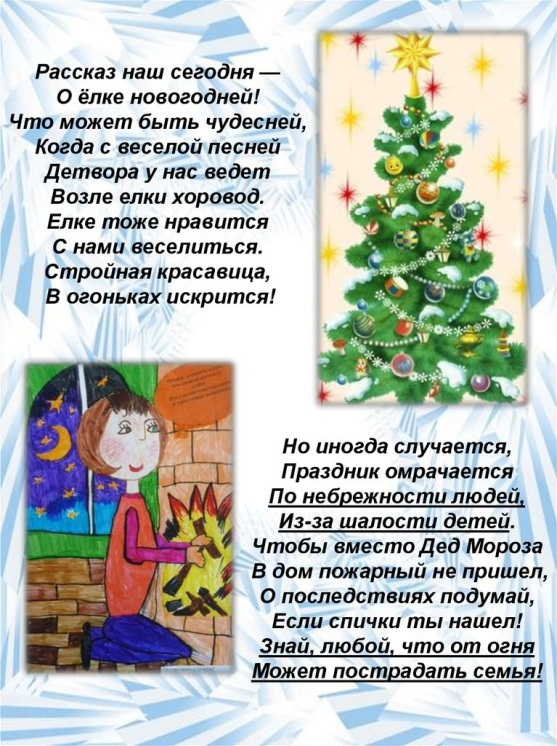 Рассказ наш сегодня —
О ёлке новогодней!
Что может быть чудесней,
Когда с веселой песней
Детвора у нас ведет
Возле елки хоровод.
Елке тоже нравится
С нами веселиться.
Стройная красавица,
В огоньках искрится!
Но иногда случается,
Праздник омрачается
По небрежности людей,
Из-за шалости детей.
Чтобы вместо Дед Мороза
В дом пожарный не пришел,
О последствиях подумай,
Если спички ты нашел!
Знай, любой, что от огня
Может пострадать семья!